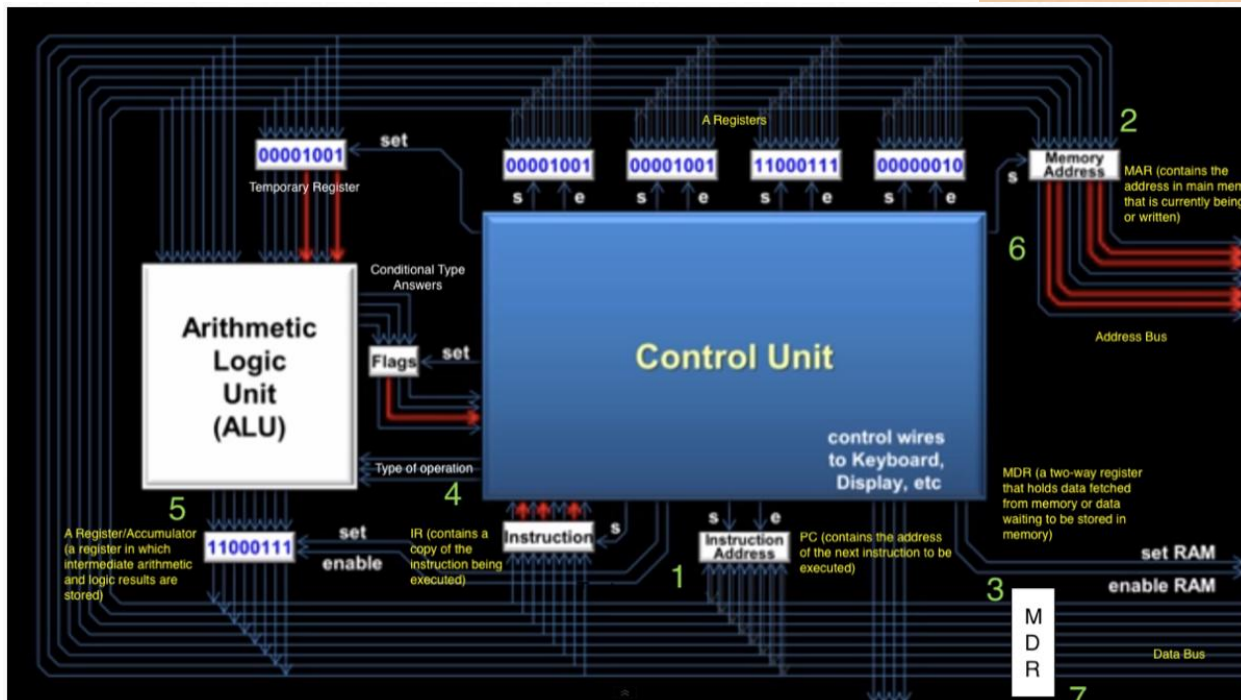 A Registers
2
00001001
set
00001001
00001001
11000111
00000010
Memory
Address
s
MAR (contains the
address in main mem
that is currently being
or written)
Temporary Register
s
e
s
e
s
e
s
e
6
Conditional Type
Answers
Arithmetic
Logic
Unit
(ALU)
Flags
set
Control Unit
Address Bus
control wires
to Keyboard,
Display, etc
Type of operation
4
MDR (a two-way register
that holds data fetched
from memory or data
waiting to be stored in
memory)
5
A Register/Accumulator
(a register in which
intermediate arithmetic
and logic results are
stored)
11000111
set
enable
IR (contains a
copy of the
instruction being
executed)
Instruction
s
s
e
Instruction
Address
PC (contains the address
of the next instruction to be
executed)
1
set RAM
enable RAM
3
M
D
R
Data Bus
7